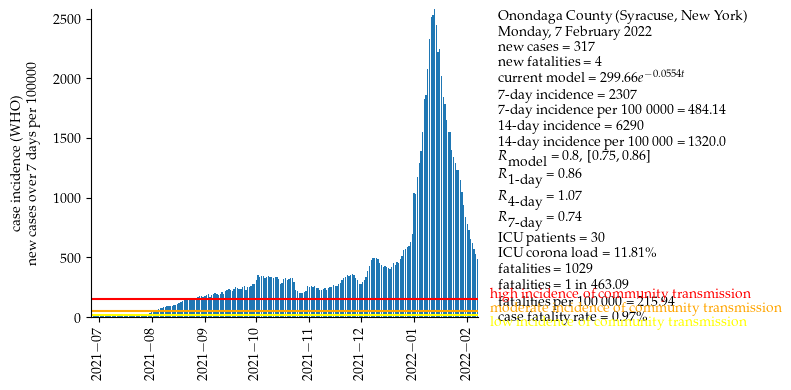 Onondaga County (Syracuse, New York)
Monday, 7 February 2022
new cases = 317
new fatalities = 4
current model = 299.66e^{−0.0554t}
7-day incidence = 2307
7-day incidence per 100 0000 = 484.14
14-day incidence = 6290
14-day incidence per 100 000 = 1320.0
R_model = 0.8, [0.75, 0.86]
R_1-day = 0.86
R_4-day = 1.07
R_7-day = 0.74
ICU patients = 30
ICU corona load = 11.81%
fatalities = 1029
fatalities = 1 in 463.09
high incidence of community transmission
fatalities per 100 000 = 215.94
moderate incidence of community transmission
case fatality rate = 0.97%
low incidence of community transmission
case incidence (WHO)
new cases over 7 days per 100000
2500
2000
1500
1000
500
0
2021−07
2021−08
2021−09
2021−10
2021−11
2021−12
2022−01
2022−02